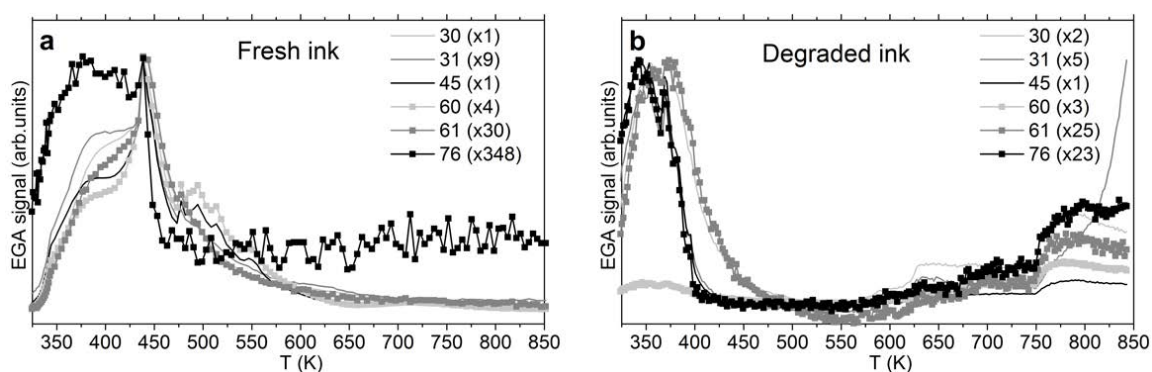 a
Fresh ink
30 (x1)
31 (x9)
45 (x1)
60 (x4)
61 (x30)
76 (x348)
EGA signal (arb.units)
350 400 450 500 550 600 650 700 750 800 850
T (K)
b
Degraded ink
30 (x2)
31 (x5)
45 (x1)
60 (x3)
61 (x25)
76 (x23)
EGA signal (arb.units)
350 400 450 500 550 600 650 700 750 800 850
T (K)